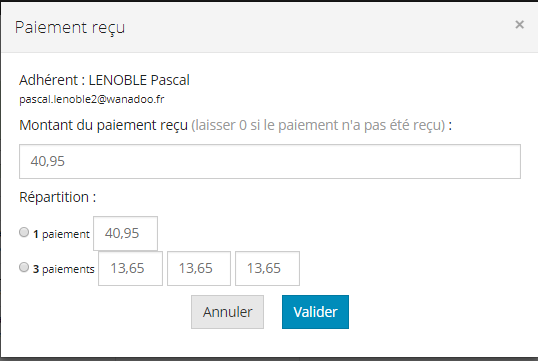 Paiement reçu ×
Adhérent : LENOBLE Pascal
pascal.lenoble2@wanadoo.fr
Montant du paiement reçu (laisser 0 si le paiement n'a pas été reçu) :
40,95
Répartition :
1 paiement 40,95
3 paiements 13,65 13,65 13,65
Annuler Valider